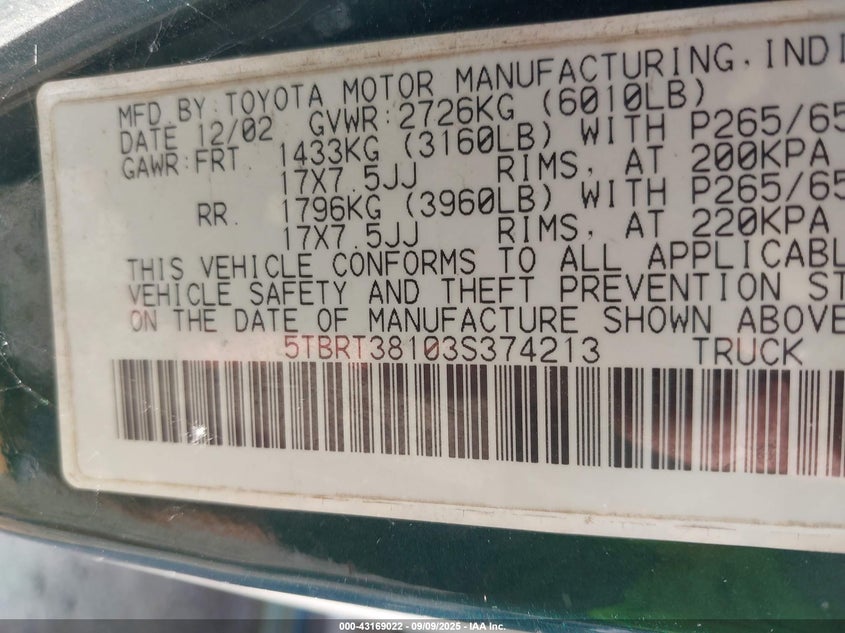 MFD. BY: TOYOTA MOTOR MANUFACTURING, INDI
DATE 12/02 GVWR: 2726KG (6010LB)
GAWR: FRT. 1433KG (3160LB) WITH P265/65
17X7.5JJ RIMS, AT 200KPA
RR. 1796KG (3960LB) WITH P265/65
17X7.5JJ RIMS, AT 220KPA
THIS VEHICLE CONFORMS TO ALL APPLICABL
VEHICLE SAFETY AND THEFT PREVENTION ST
ON THE DATE OF MANUFACTURE SHOWN ABOVE
5TBRT38103S374213 TRUCK
000-43169022 - 09/09/2025 - IAA Inc.